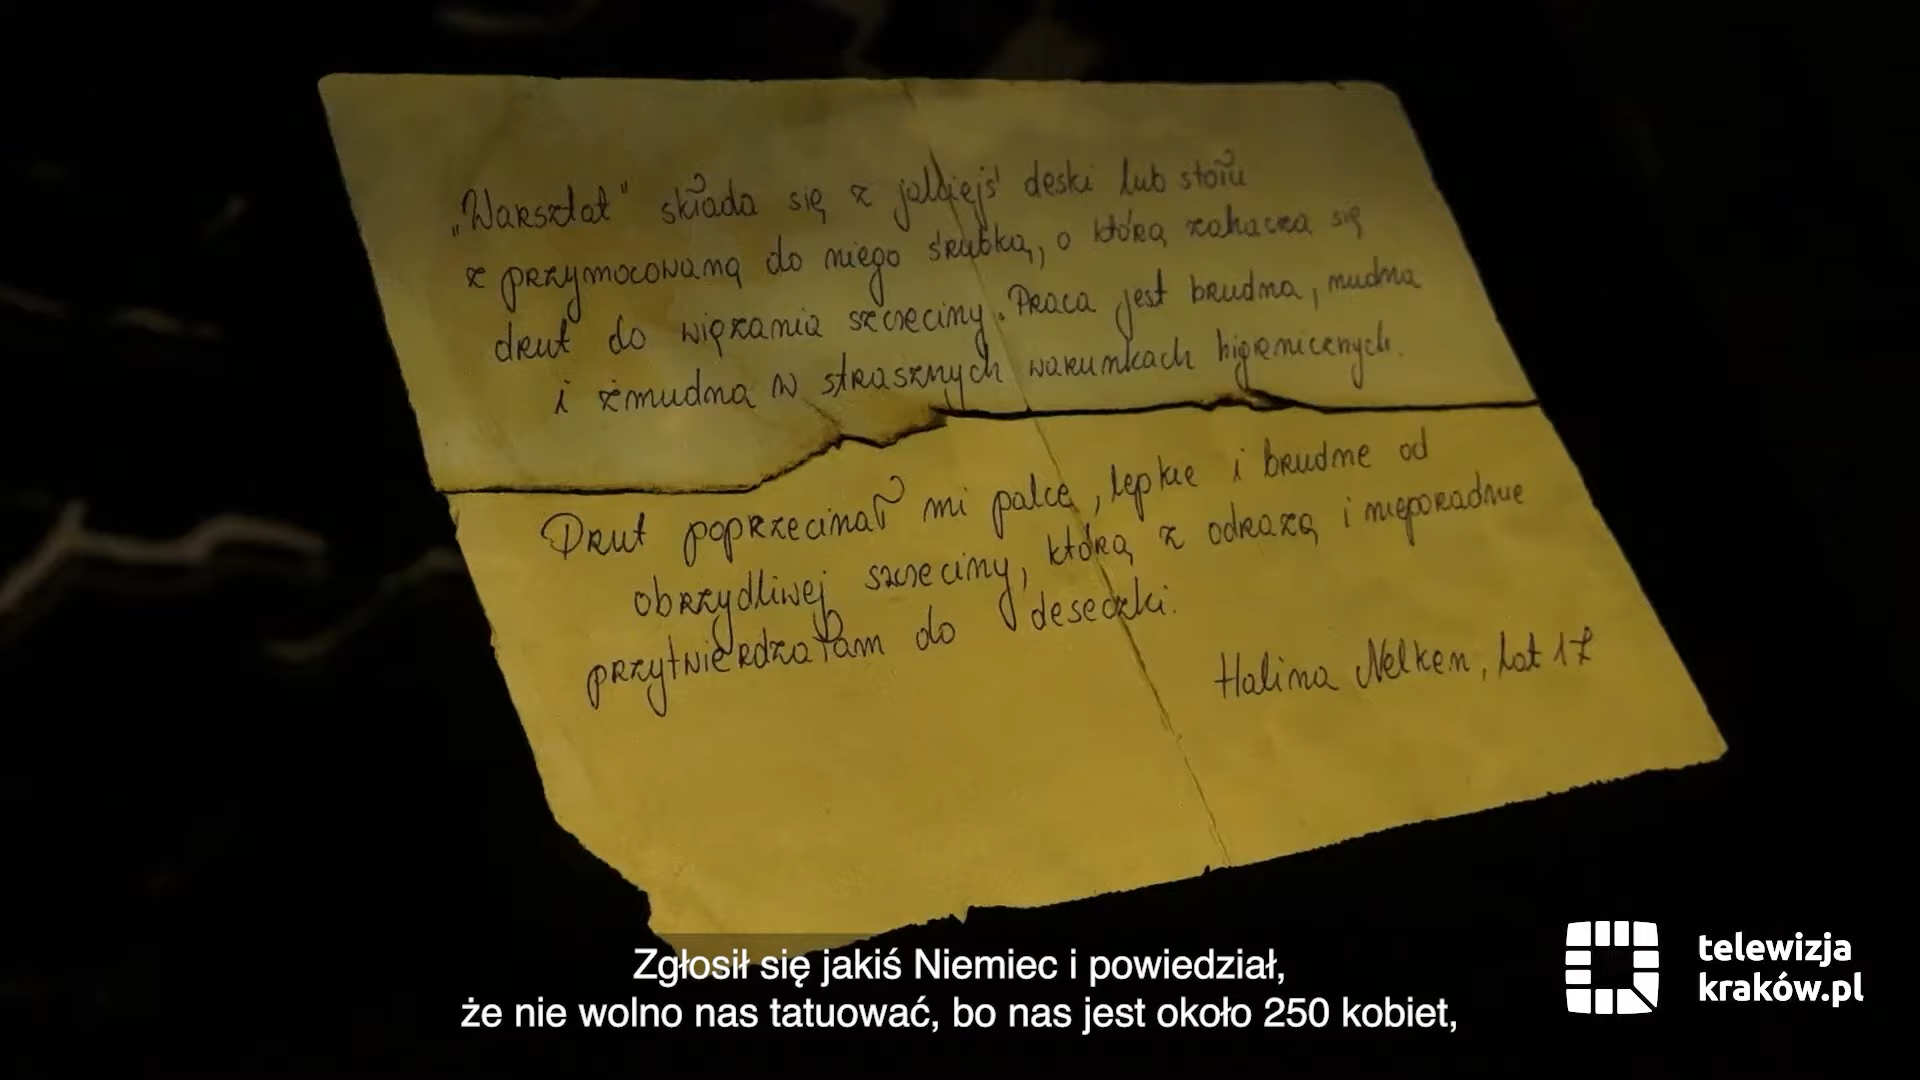 „Warsztat" składa się z jakiejś deski lub stołu
z przymocowaną do niego śrubką, o którą zahacza się
drut do wiązania szczeciny. Praca jest brudna, nudna
i żmudna w strasznych warunkach higienicznych.
Drut poprzecinał mi palce, lepkie i brudne od
obrzydliwej szczeciny, którą z odrazą i nieporadnie
przytwierdzałam do deseczki.
Halina Nelken, lat 17
Zgłosił się jakiś Niemiec i powiedział,
że nie wolno nas tatuować, bo nas jest około 250 kobiet,
telewizja
kraków.pl